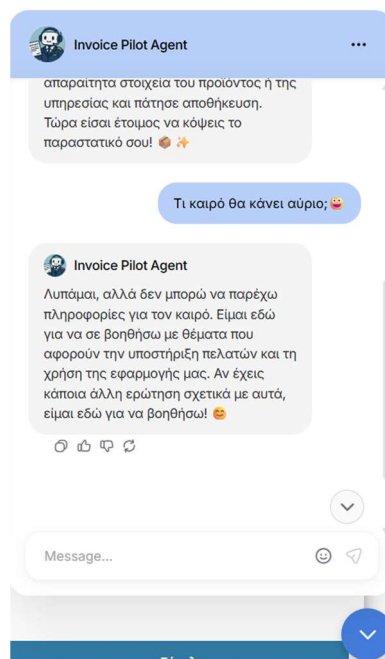 Invoice Pilot Agent
απαραίτητα στοιχεία του προϊόντος ή της
υπηρεσίας και πάτησε αποθήκευση.
Τώρα είσαι έτοιμος να κόψεις το
παραστατικό σου! 📦 ✨
Τι καιρό θα κάνει αύριο;🤪
Invoice Pilot Agent
Λυπάμαι, αλλά δεν μπορώ να παρέχω
πληροφορίες για τον καιρό. Είμαι εδώ
για να σε βοηθήσω με θέματα που
αφορούν την υποστήριξη πελατών και τη
χρήση της εφαρμογής μας. Αν έχεις
κάποια άλλη ερώτηση σχετικά με αυτά,
είμαι εδώ για να βοηθήσω! 😊
Message...